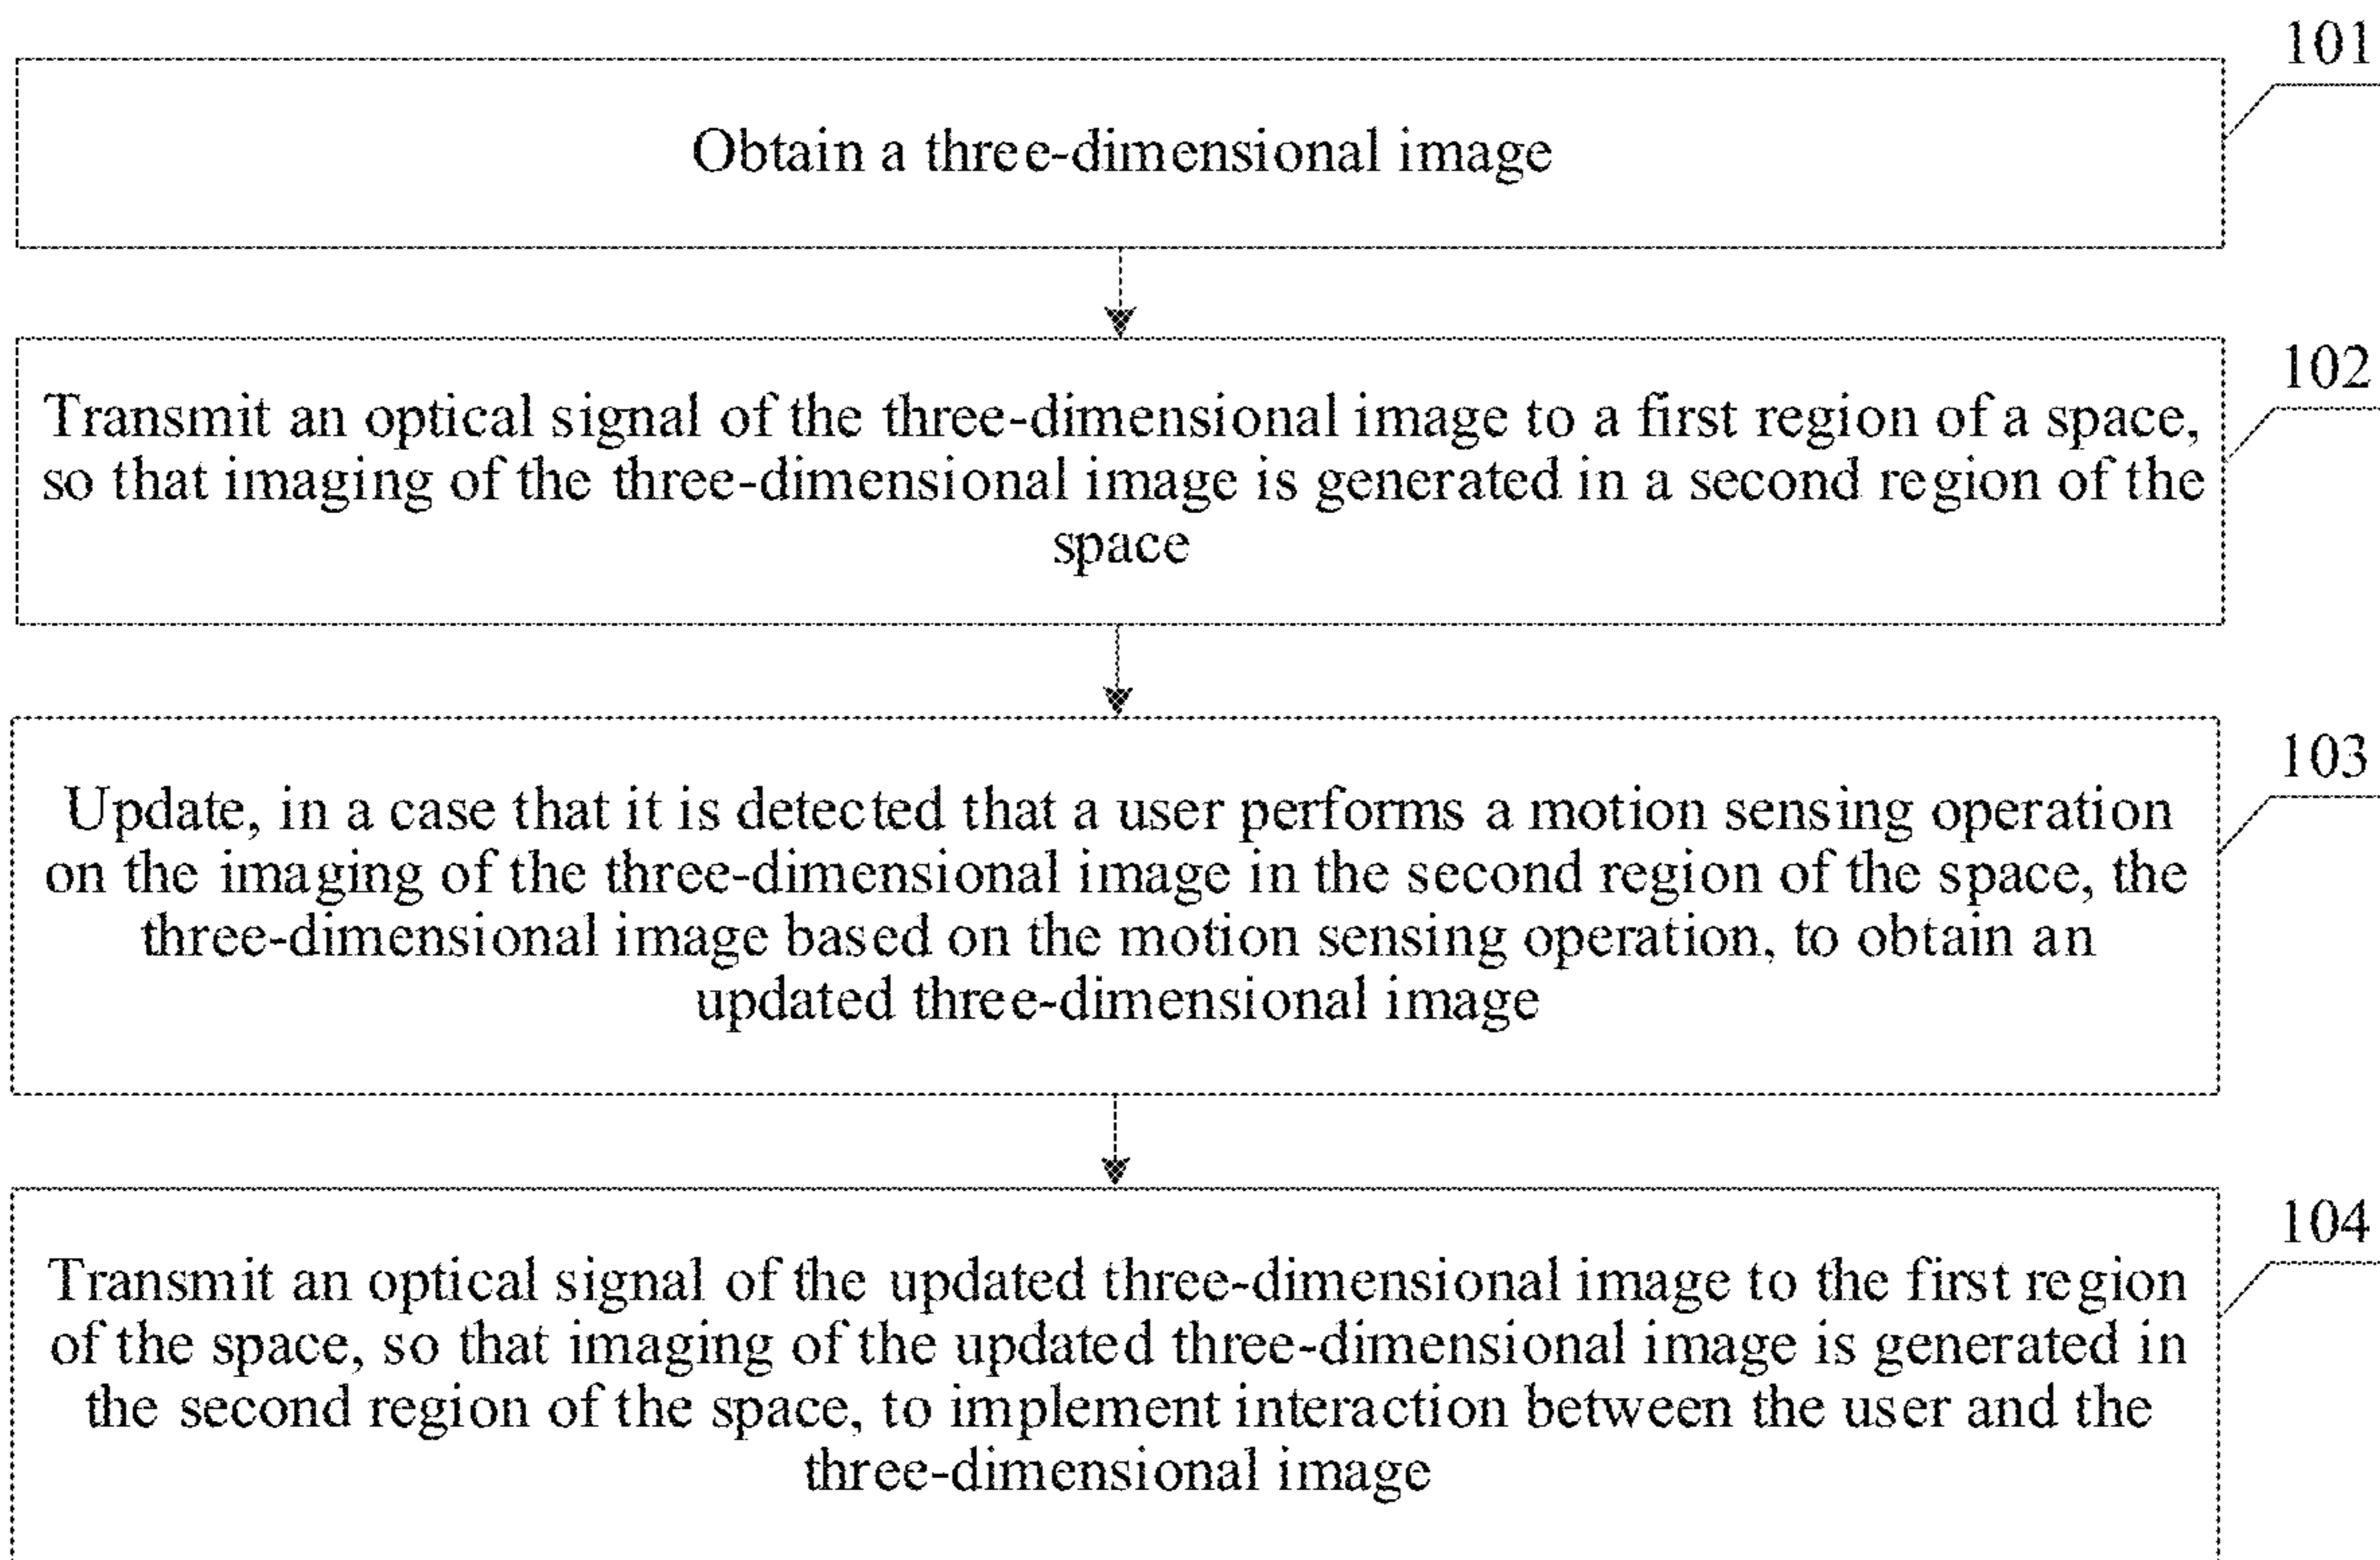 101
Obtain a three-dimensional image
102
Transmit an optical signal of the three-dimensional image to a first region of a space,
so that imaging of the three-dimensional image is generated in a second region of the
space
103
Update, in a case that it is detected that a user performs a motion sensing operation
on the imaging of the three-dimensional image in the second region of the space, the
three-dimensional image based on the motion sensing operation, to obtain an
updated three-dimensional image
104
Transmit an optical signal of the updated three-dimensional image to the first region
of the space, so that imaging of the updated three-dimensional image is generated in
the second region of the space, to implement interaction between the user and the
three-dimensional image